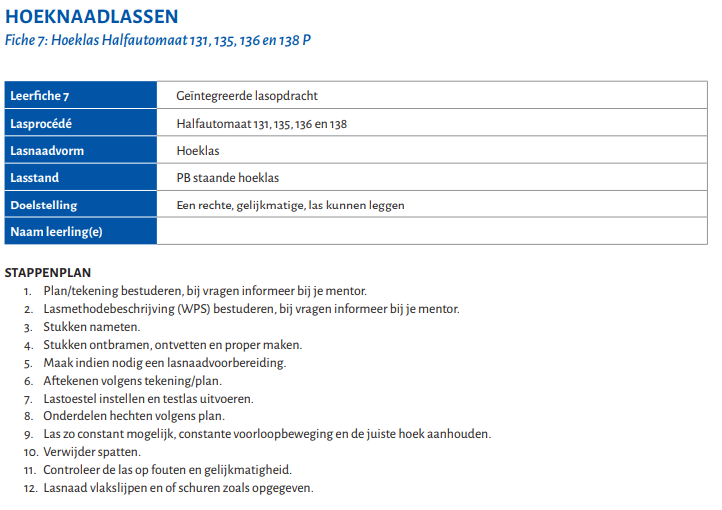 HOEKNAADLASSEN
Fiche 7: Hoeklas Halfautomaat 131, 135, 136 en 138 P
Leerfiche 7 Geïntegreerde lasopdracht
Lasprocédé Halfautomaat 131, 135, 136 en 138
Lasnaadvorm Hoeklas
Lasstand PB staande hoeklas
Doelstelling Een rechte, gelijkmatige, las kunnen leggen
Naam leerling(e)
STAPPENPLAN
1. Plan/tekening bestuderen, bij vragen informeer bij je mentor.
2. Lasmethodebeschrijving (WPS) bestuderen, bij vragen informeer bij je mentor.
3. Stukken nameten.
4. Stukken ontbramen, ontvetten en proper maken.
5. Maak indien nodig een lasnaadvoorbereiding.
6. Aftekenen volgens tekening/plan.
7. Lastoestel instellen en testlas uitvoeren.
8. Onderdelen hechten volgens plan.
9. Las zo constant mogelijk, constante voorloopbeweging en de juiste hoek aanhouden.
10. Verwijder spatten.
11. Controleer de las op fouten en gelijkmatigheid.
12. Lasnaad vlakslijpen en of schuren zoals opgegeven.